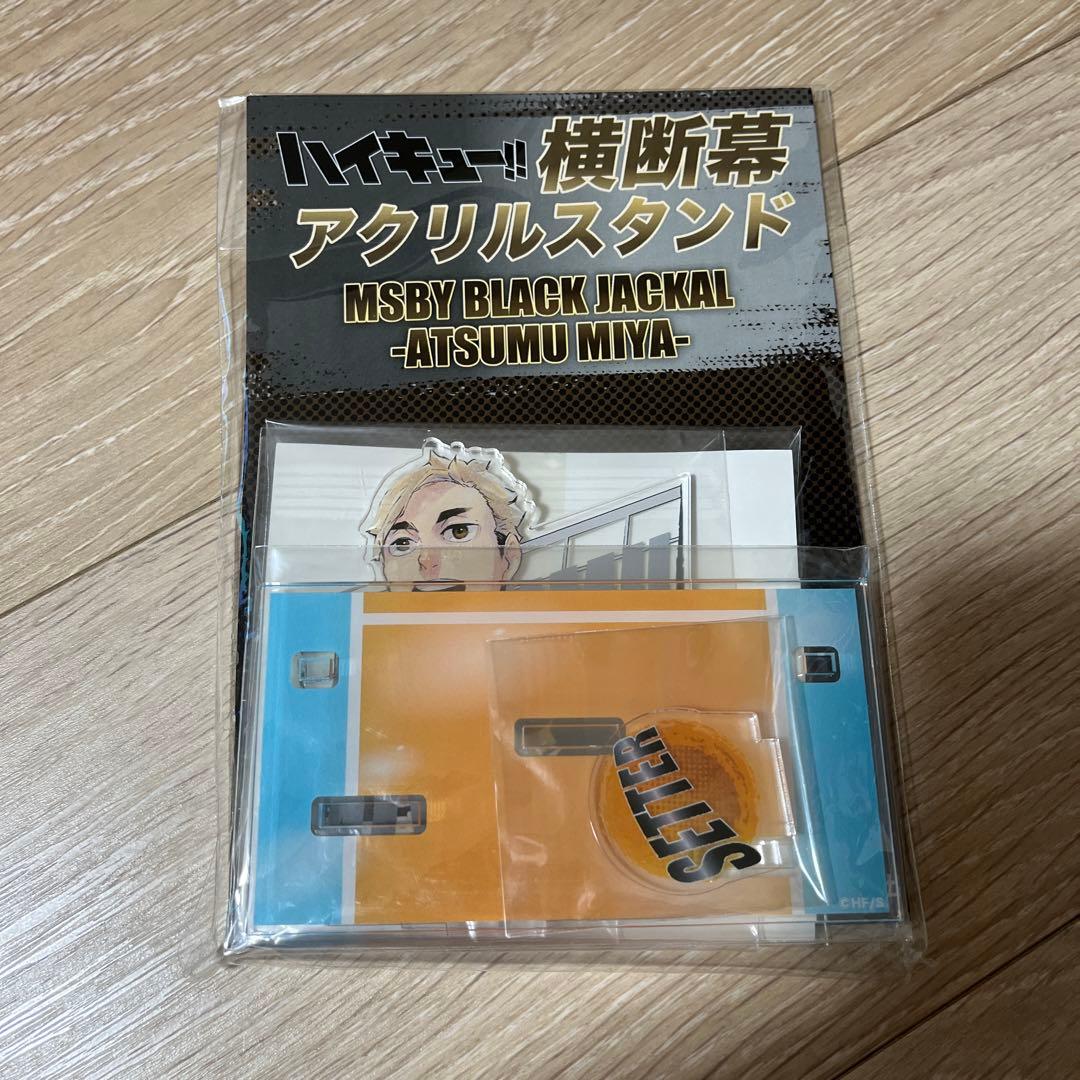 ハイキュー!! 横断幕
アクリルスタンド
MSBY BLACK JACKAL
-ATSUMU MIYA-
SETTER
©HF/S